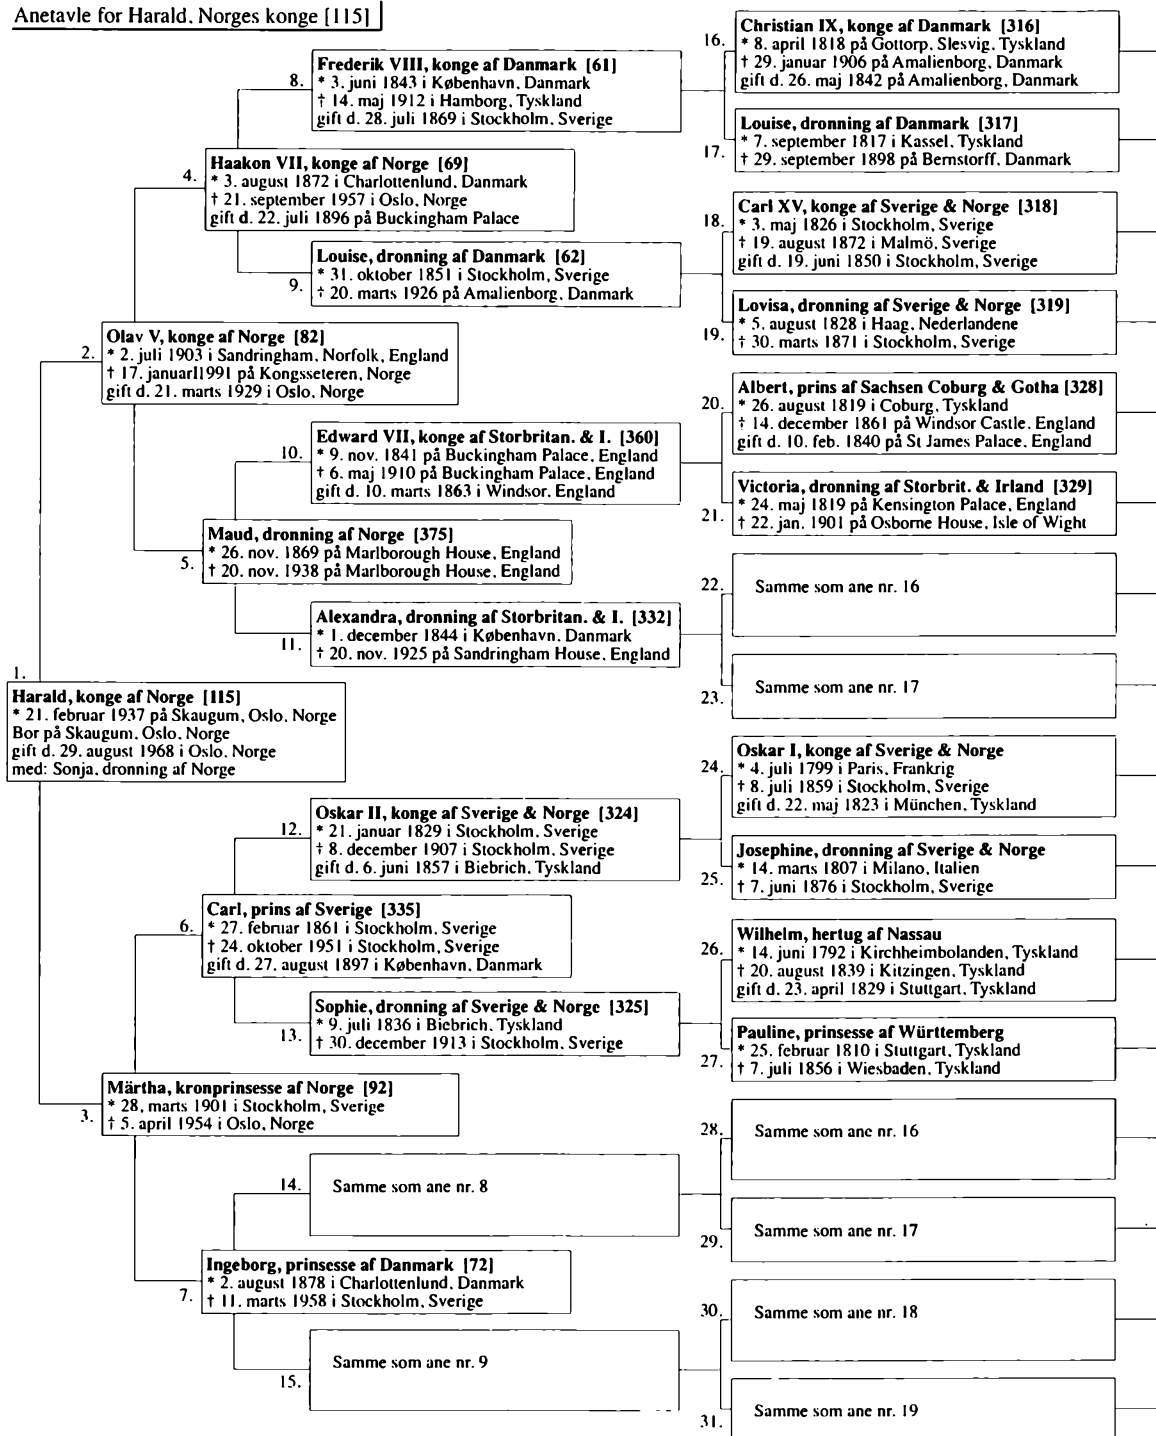 Anetavle for Harald, Norges konge [115]
1.
Harald, konge af Norge [115]
* 21. februar 1937 på Skaugum, Oslo, Norge
Bor på Skaugum, Oslo, Norge
gift d. 29. august 1968 i Oslo, Norge
med: Sonja, dronning af Norge
2.
Olav V, konge af Norge [82]
* 2. juli 1903 i Sandringham, Norfolk, England
† 17. januar11991 på Kongsseteren, Norge
gift d. 21. marts 1929 i Oslo, Norge
3.
Märtha, kronprinsesse af Norge [92]
* 28, marts 1901 i Stockholm, Sverige
† 5. april 1954 i Oslo, Norge
4.
Haakon VII, konge af Norge [69]
* 3. august 1872 i Charlottenlund, Danmark
† 21. september 1957 i Oslo, Norge
gift d. 22. juli 1896 på Buckingham Palace
5.
Maud, dronning af Norge [375]
* 26. nov. 1869 på Marlborough House, England
† 20. nov. 1938 på Marlborough House, England
6.
Carl, prins af Sverige [335]
* 27. februar 1861 i Stockholm, Sverige
† 24. oktober 1951 i Stockholm, Sverige
gift d. 27. august 1897 i København, Danmark
7.
Ingeborg, prinsesse af Danmark [72]
* 2. august 1878 i Charlottenlund, Danmark
† 11. marts 1958 i Stockholm, Sverige
8.
Frederik VIII, konge af Danmark [61]
* 3. juni 1843 i København, Danmark
† 14. maj 1912 i Hamborg, Tyskland
gift d. 28. juli 1869 i Stockholm, Sverige
9.
Louise, dronning af Danmark [62]
* 31. oktober 1851 i Stockholm, Sverige
† 20. marts 1926 på Amalienborg, Danmark
10.
Edward VII, konge af Storbritan. & I. [360]
* 9. nov. 1841 på Buckingham Palace, England
† 6. maj 1910 på Buckingham Palace, England
gift d. 10. marts 1863 i Windsor, England
11.
Alexandra, dronning af Storbritan. & I. [332]
* 1. december 1844 i København, Danmark
† 20. nov. 1925 på Sandringham House, England
12.
Oskar II, konge af Sverige & Norge [324]
* 21. januar 1829 i Stockholm, Sverige
† 8. december 1907 i Stockholm, Sverige
gift d. 6. juni 1857 i Biebrich, Tyskland
13.
Sophie, dronning af Sverige & Norge [325]
* 9. juli 1836 i Biebrich, Tyskland
† 30. december 1913 i Stockholm, Sverige
14.
Samme som ane nr. 8
15.
Samme som ane nr. 9
16.
Christian IX, konge af Danmark [316]
* 8. april 1818 på Gottorp, Slesvig, Tyskland
† 29. januar 1906 på Amalienborg, Danmark
gift d. 26. maj 1842 på Amalienborg, Danmark
17.
Louise, dronning af Danmark [317]
* 7. september 1817 i Kassel, Tyskland
† 29. september 1898 på Bernstorff, Danmark
18.
Carl XV, konge af Sverige & Norge [318]
* 3. maj 1826 i Stockholm, Sverige
† 19. august 1872 i Malmö, Sverige
gift d. 19. juni 1850 i Stockholm, Sverige
19.
Lovisa, dronning af Sverige & Norge [319]
* 5. august 1828 i Haag, Nederlandene
† 30. marts 1871 i Stockholm, Sverige
20.
Albert, prins af Sachsen Coburg & Gotha [328]
* 26. august 1819 i Coburg, Tyskland
† 14. december 1861 på Windsor Castle, England
gift d. 10. feb. 1840 på St James Palace, England
21.
Victoria, dronning af Storbrit. & Irland [329]
* 24. maj 1819 på Kensington Palace, England
† 22. jan. 1901 på Osborne House, Isle of Wight
22.
Samme som ane nr. 16
23.
Samme som ane nr. 17
24.
Oskar I, konge af Sverige & Norge
* 4. juli 1799 i Paris, Frankrig
† 8. juli 1859 i Stockholm, Sverige
gift d. 22. maj 1823 i München, Tyskland
25.
Josephine, dronning af Sverige & Norge
* 14. marts 1807 i Milano, Italien
† 7. juni 1876 i Stockholm, Sverige
26.
Wilhelm, hertug af Nassau
* 14. juni 1792 i Kirchheimbolanden, Tyskland
† 20. august 1839 i Kitzingen, Tyskland
gift d. 23. april 1829 i Stuttgart, Tyskland
27.
Pauline, prinsesse af Württemberg
* 25. februar 1810 i Stuttgart, Tyskland
† 7. juli 1856 i Wiesbaden, Tyskland
28.
Samme som ane nr. 16
29.
Samme som ane nr. 17
30.
Samme som ane nr. 18
31.
Samme som ane nr. 19